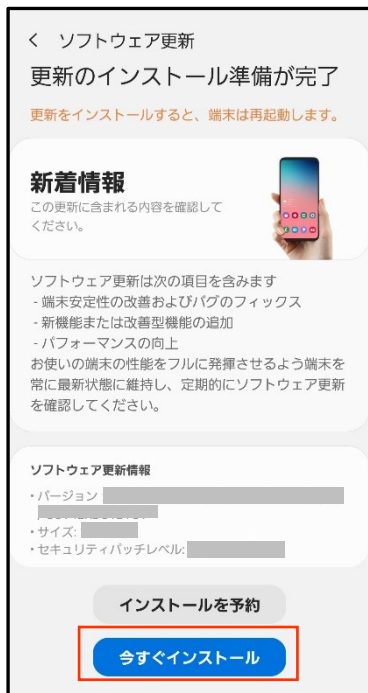 < ソフトウェア更新
更新のインストール準備が完了
更新をインストールすると、端末は再起動します。
新着情報
この更新に含まれる内容を確認して
ください。
ソフトウェア更新は次の項目を含みます
- 端末安定性の改善およびバグのフィックス
- 新機能または改善型機能の追加
- パフォーマンスの向上
お使いの端末の性能をフルに発揮させるよう端末を
常に最新状態に維持し、定期的にソフトウェア更新
を確認してください。
ソフトウェア更新情報
・バージョン
・サイズ:
・セキュリティパッチレベル:
インストールを予約
今すぐインストール